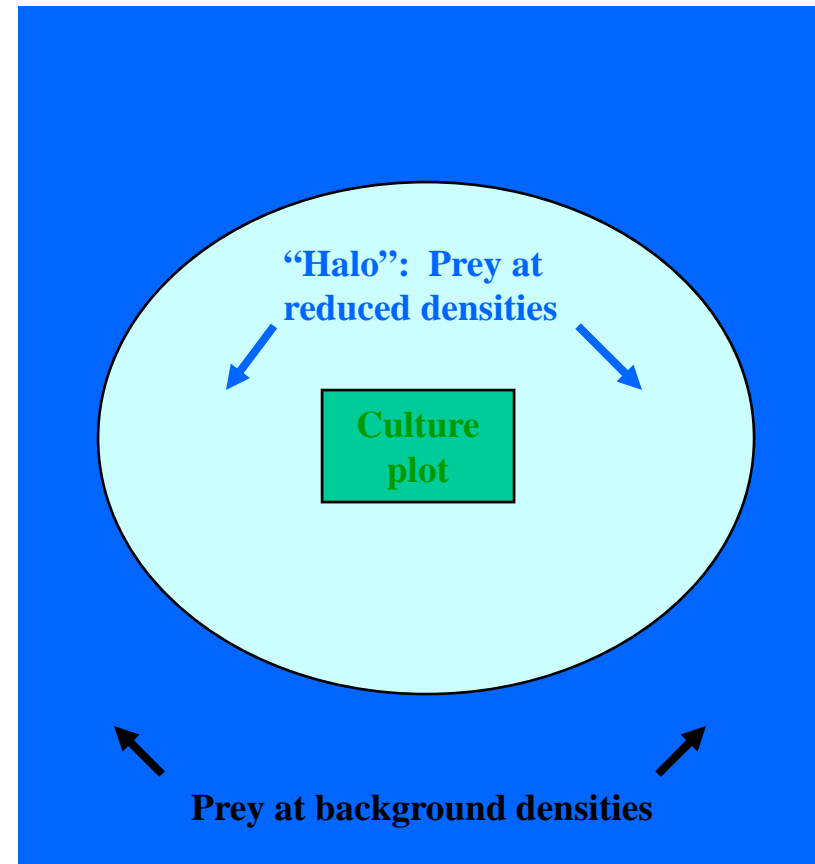 “Halo”:  Prey at
reduced densities
Culture
plot
Prey at background densities